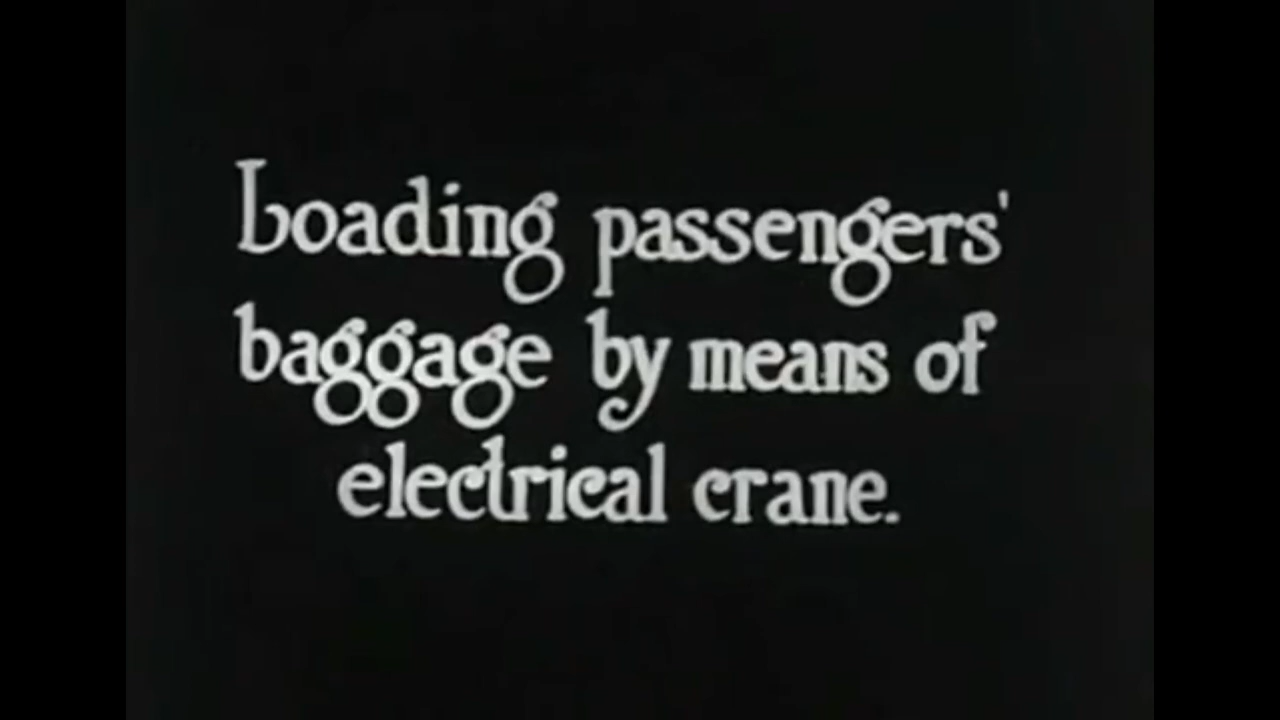 Loading passengers'
baggage by means of
electrical crane.